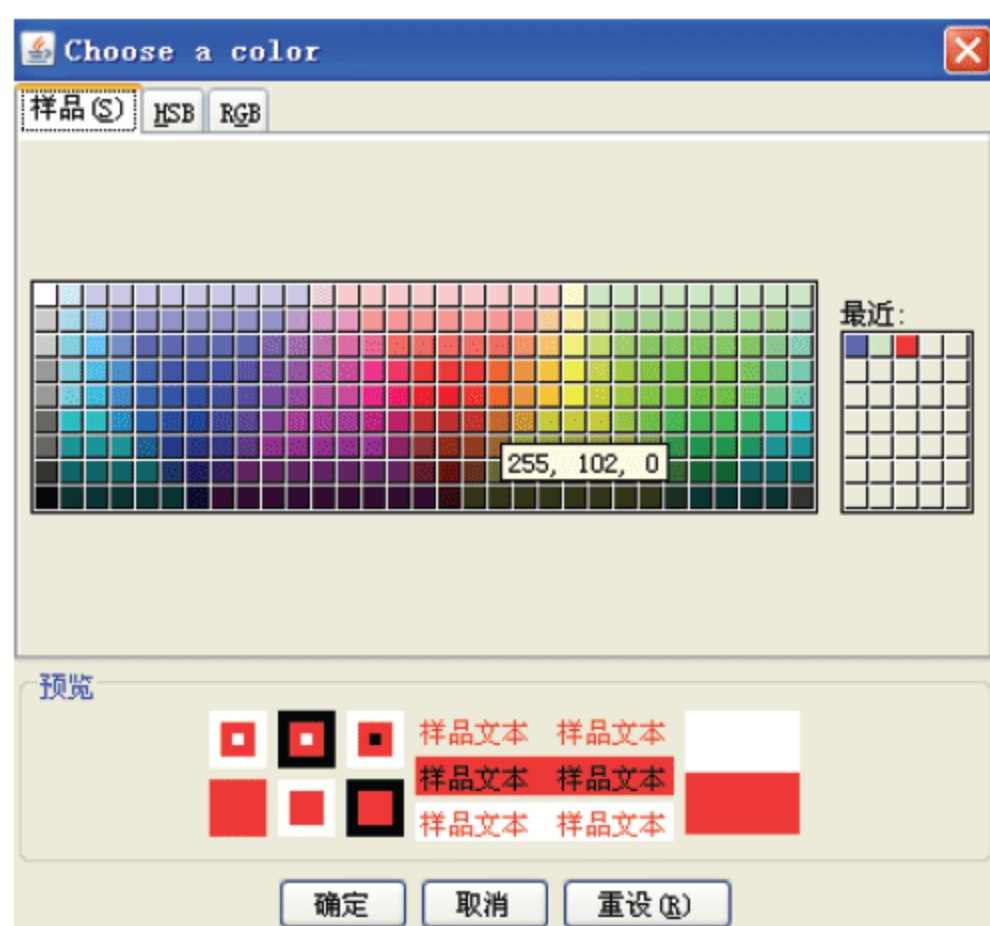 Choose a color
样品(S) HSB RGB
最近:
255, 102, 0
预览
样品文本 样品文本
样品文本 样品文本
样品文本 样品文本
确定 取消 重设(R)